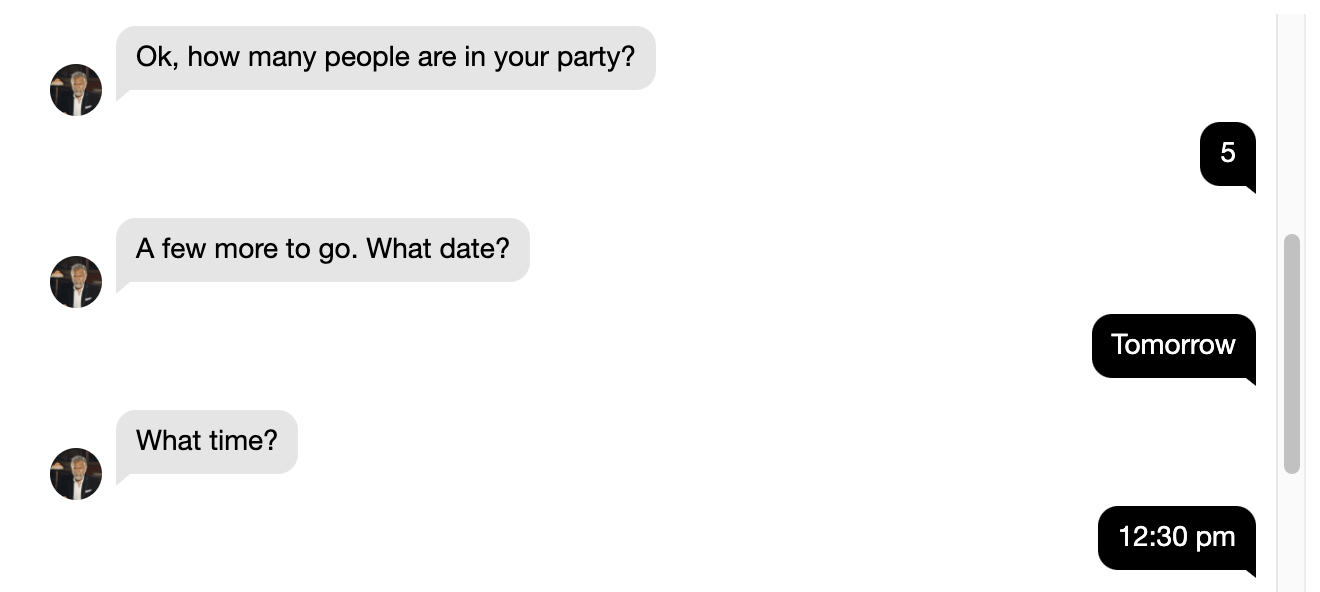 Ok, how many people are in your party?
5
A few more to go. What date?
Tomorrow
What time?
12:30 pm